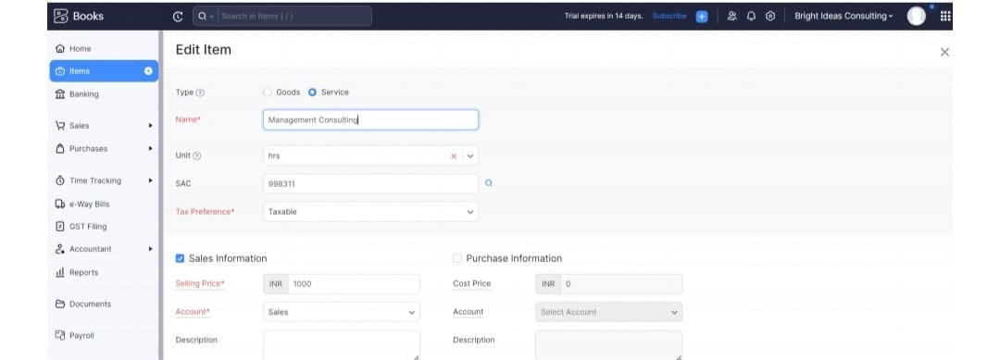 Books
Search in Items ( / )
Trial expires in 14 days. Subscribe
Bright Ideas Consulting
Home
Items
Banking
Sales
Purchases
Time Tracking
e-Way Bills
GST Filing
Accountant
Reports
Documents
Payroll
Edit Item
Type
Goods Service
Name*
Management Consulting
Unit
hrs
SAC
998311
Tax Preference*
Taxable
Sales Information
Selling Price*
INR 1000
Account*
Sales
Description
Purchase Information
Cost Price
INR 0
Account
Select Account
Description